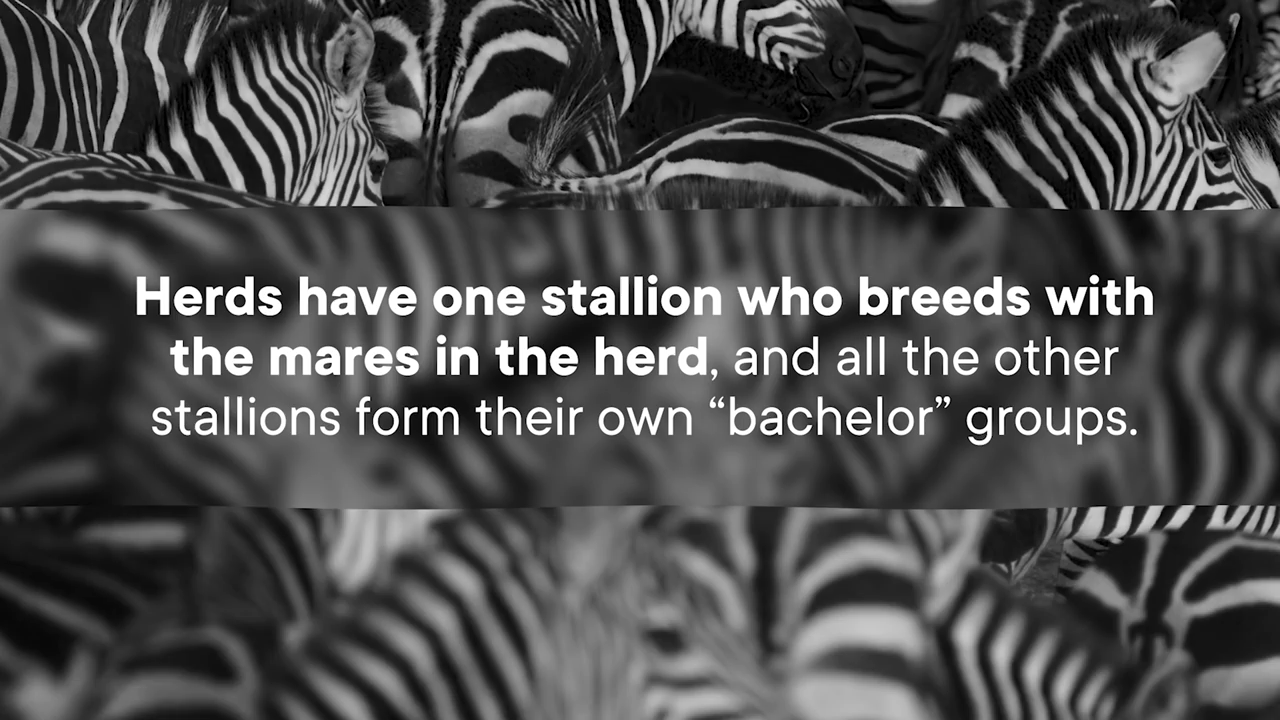 Herds have one stallion who breeds with
the mares in the herd, and all the other
stallions form their own “bachelor” groups.